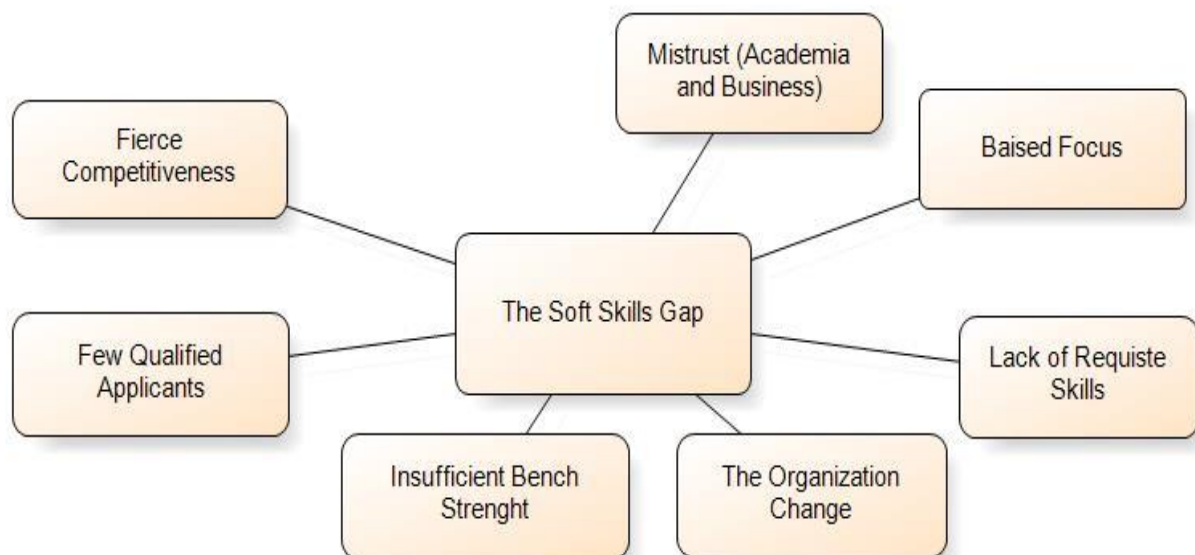 Mistrust (Academia
and Business)
Fierce
Competitiveness
Baised Focus
The Soft Skills Gap
Few Qualified
Applicants
Lack of Requiste
Skills
Insufficient Bench
Strenght
The Organization
Change